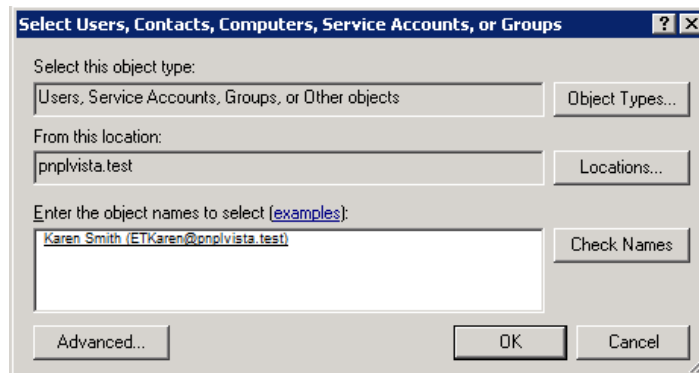 Select Users, Contacts, Computers, Service Accounts, or Groups
Select this object type:
Users, Service Accounts, Groups, or Other objects
Object Types...
From this location:
pnplvista.test
Locations...
Enter the object names to select (examples):
Karen Smith (ETKaren@pnplvista.test)
Check Names
Advanced...
OK
Cancel